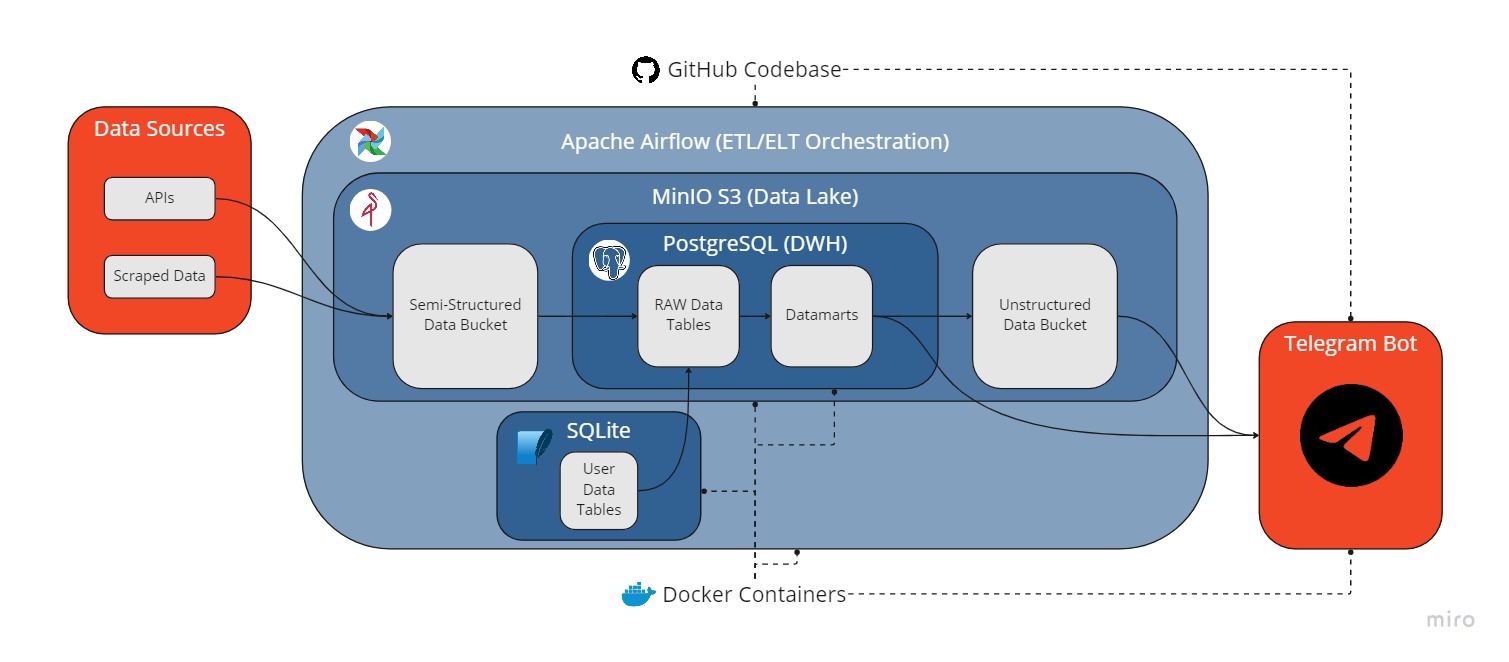 GitHub Codebase
Data Sources
APIs
Scraped Data
Apache Airflow (ETL/ELT Orchestration)
MinIO S3 (Data Lake)
PostgreSQL (DWH)
Semi-Structured
Data Bucket
RAW Data
Tables
Datamarts
Unstructured
Data Bucket
SQLite
User
Data
Tables
Telegram Bot
Docker Containers
miro